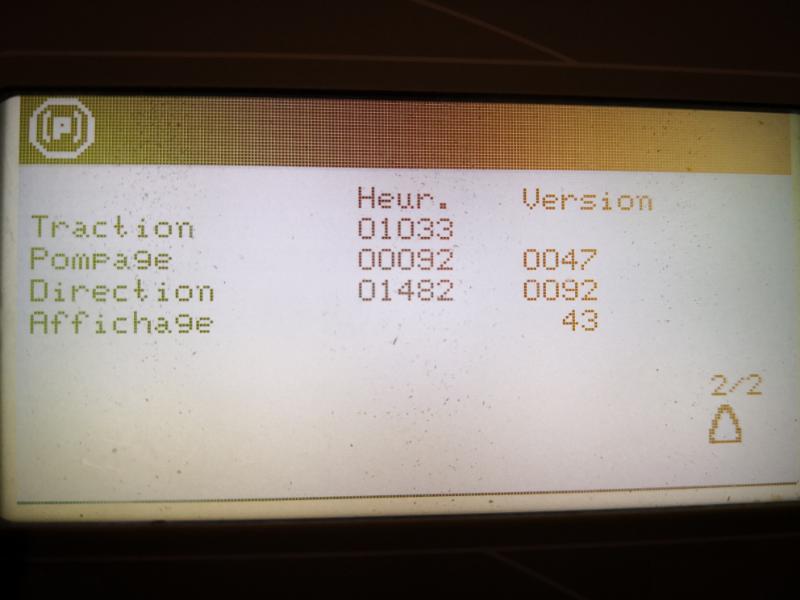 (P)
Heur. Version
Traction 01033
Pompage 00092 0047
Direction 01482 0092
Affichage 43
2/2